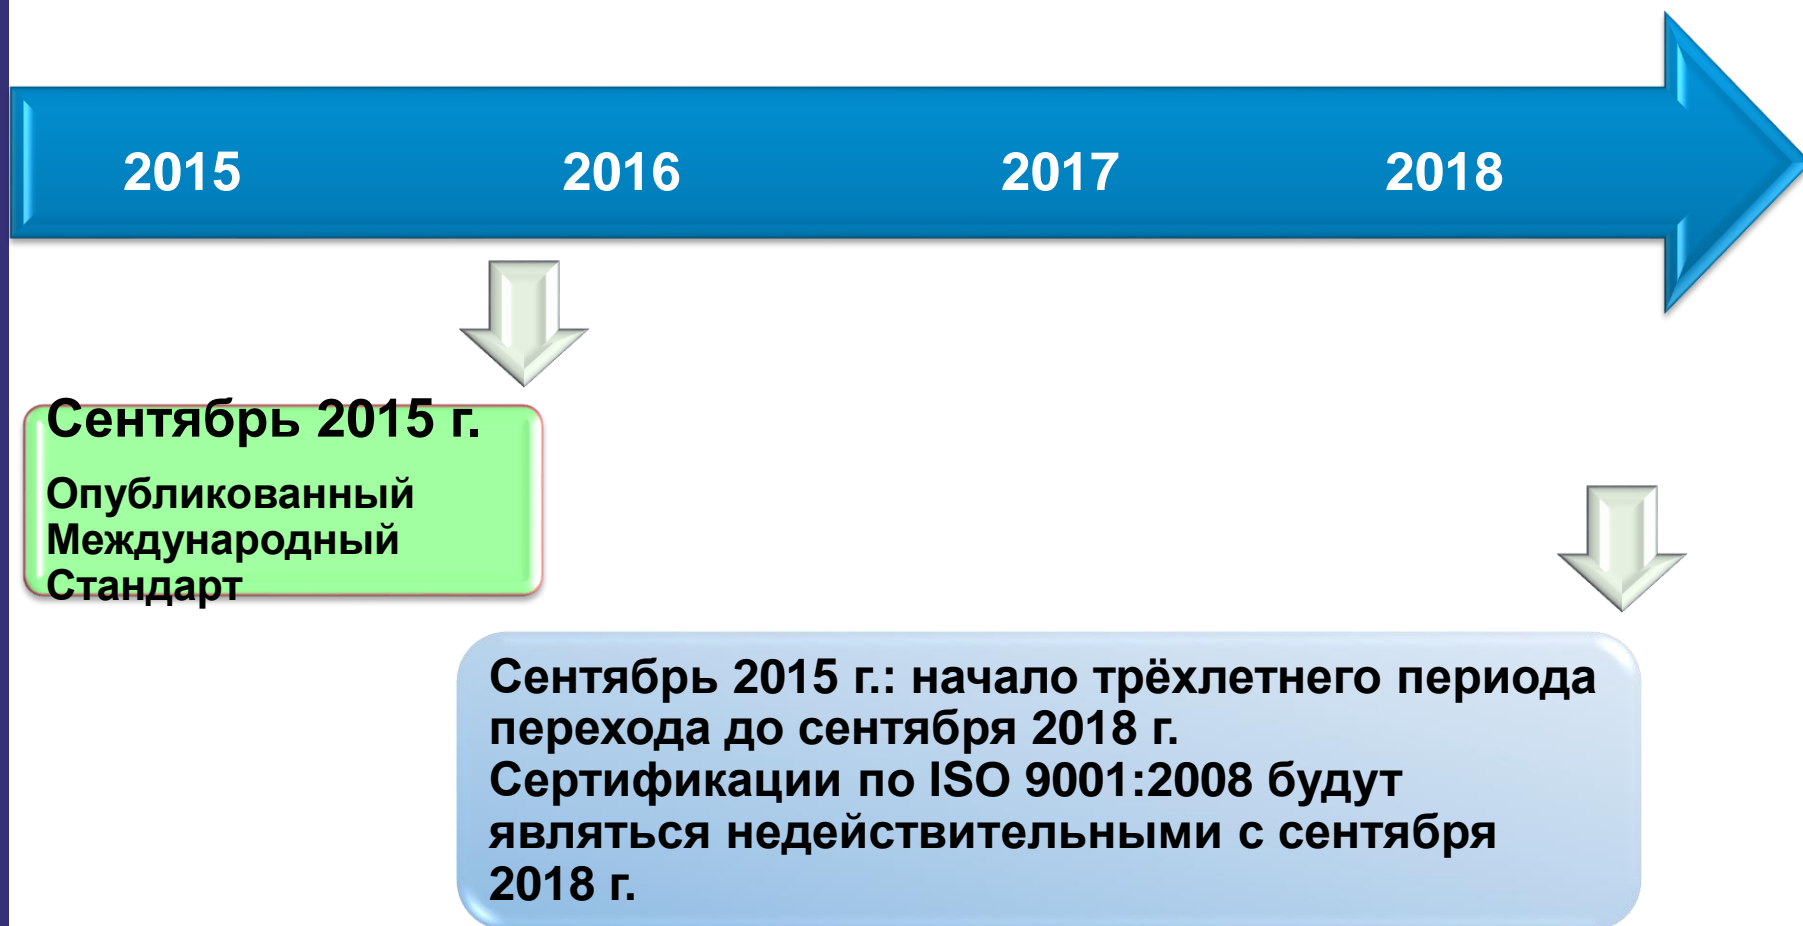 2015 2016 2017 2018
Сентябрь 2015 г.
Опубликованный
Международный
Стандарт
Сентябрь 2015 г.: начало трёхлетнего периода
перехода до сентября 2018 г.
Сертификации по ISO 9001:2008 будут
являться недействительными с сентября
2018 г.